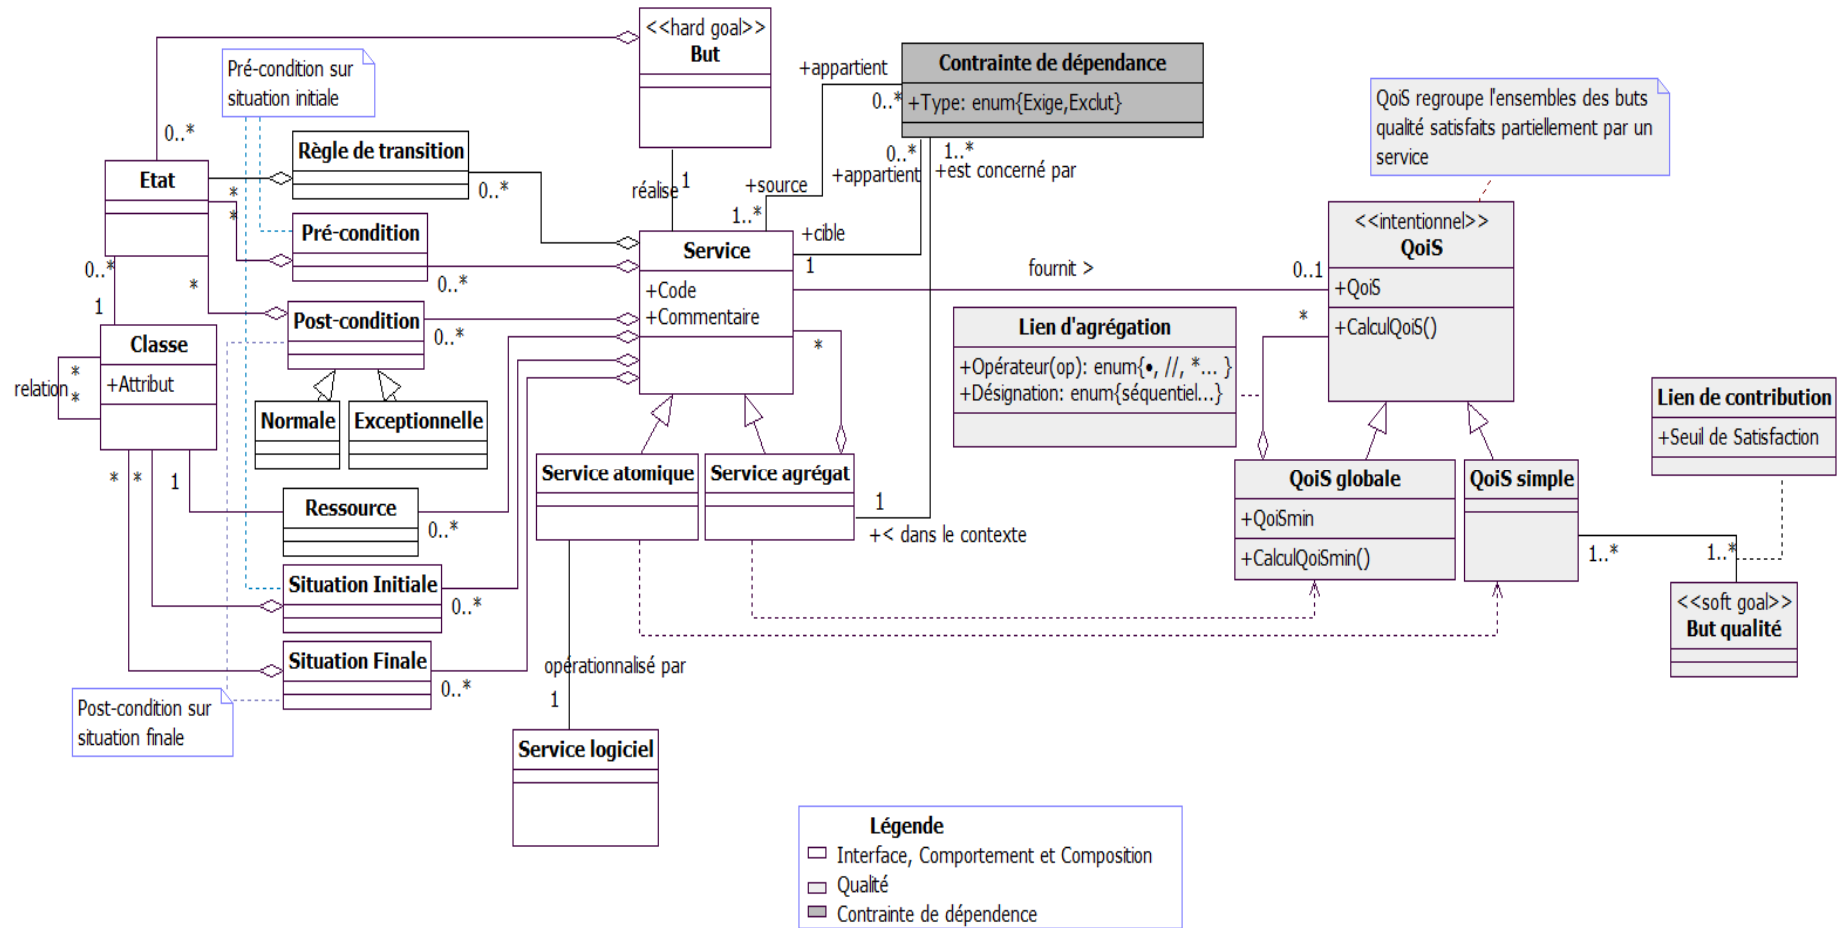 <<hard goal>>
But
Pré-condition sur
situation initiale
+appartient
0..*
Contrainte de dépendance
+Type: enum{Exige,Exclut}
QoiS regroupe l'ensembles des buts
qualité satisfaits partiellement par un
service
0..*
Règle de transition
0..*
Etat
*
*
réalise
1
+source
1..*
0..*
+appartient
1..*
+est concerné par
Pré-condition
0..*
+cible
1
Service
+Code
+Commentaire
fournit >
0..1
<<intentionnel>>
QoiS
+QoiS
+CalculQoiS()
0..*
1
*
Post-condition
0..*
Classe
+Attribut
relation
*
*
*
*
Lien d'agrégation
+Opérateur(op): enum{•, //, *... }
+Désignation: enum{séquentiel...}
Normale
Exceptionnelle
Lien de contribution
+Seuil de Satisfaction
*
*
1
Service atomique
Service agrégat
1
+< dans le contexte
QoiS globale
+QoiSmin
+CalculQoiSmin()
QoiS simple
1..*
1..*
Ressource
0..*
Situation Initiale
0..*
<<soft goal>>
But qualité
Situation Finale
0..*
opérationnalisé par
1
Post-condition sur
situation finale
Service logiciel
Légende
Interface, Comportement et Composition
Qualité
Contrainte de dépendence